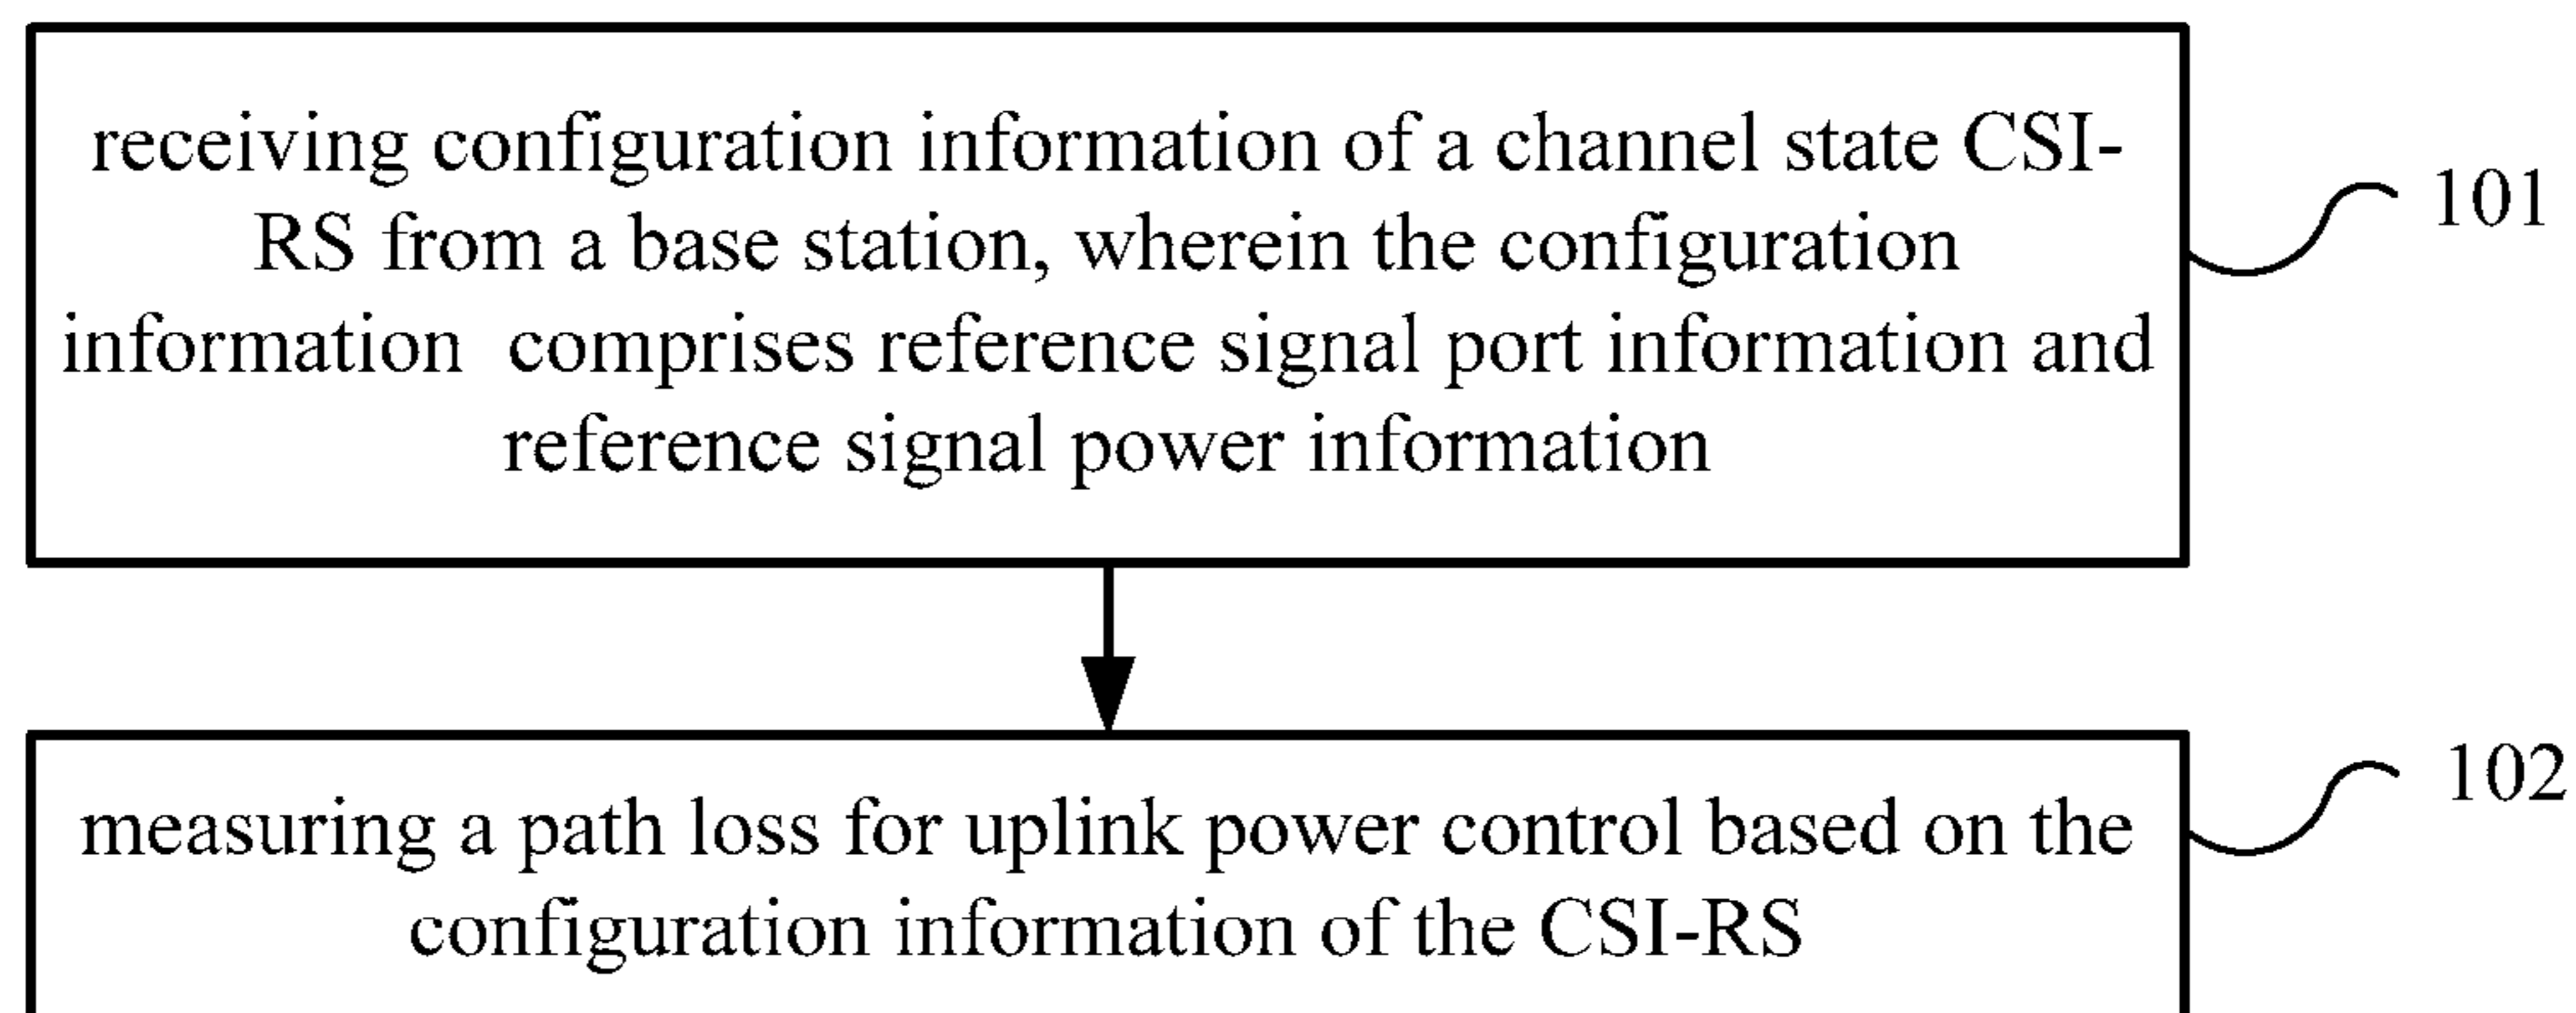 receiving configuration information of a channel state CSI-
RS from a base station, wherein the configuration
information comprises reference signal port information and
reference signal power information
101
measuring a path loss for uplink power control based on the
configuration information of the CSI-RS
102